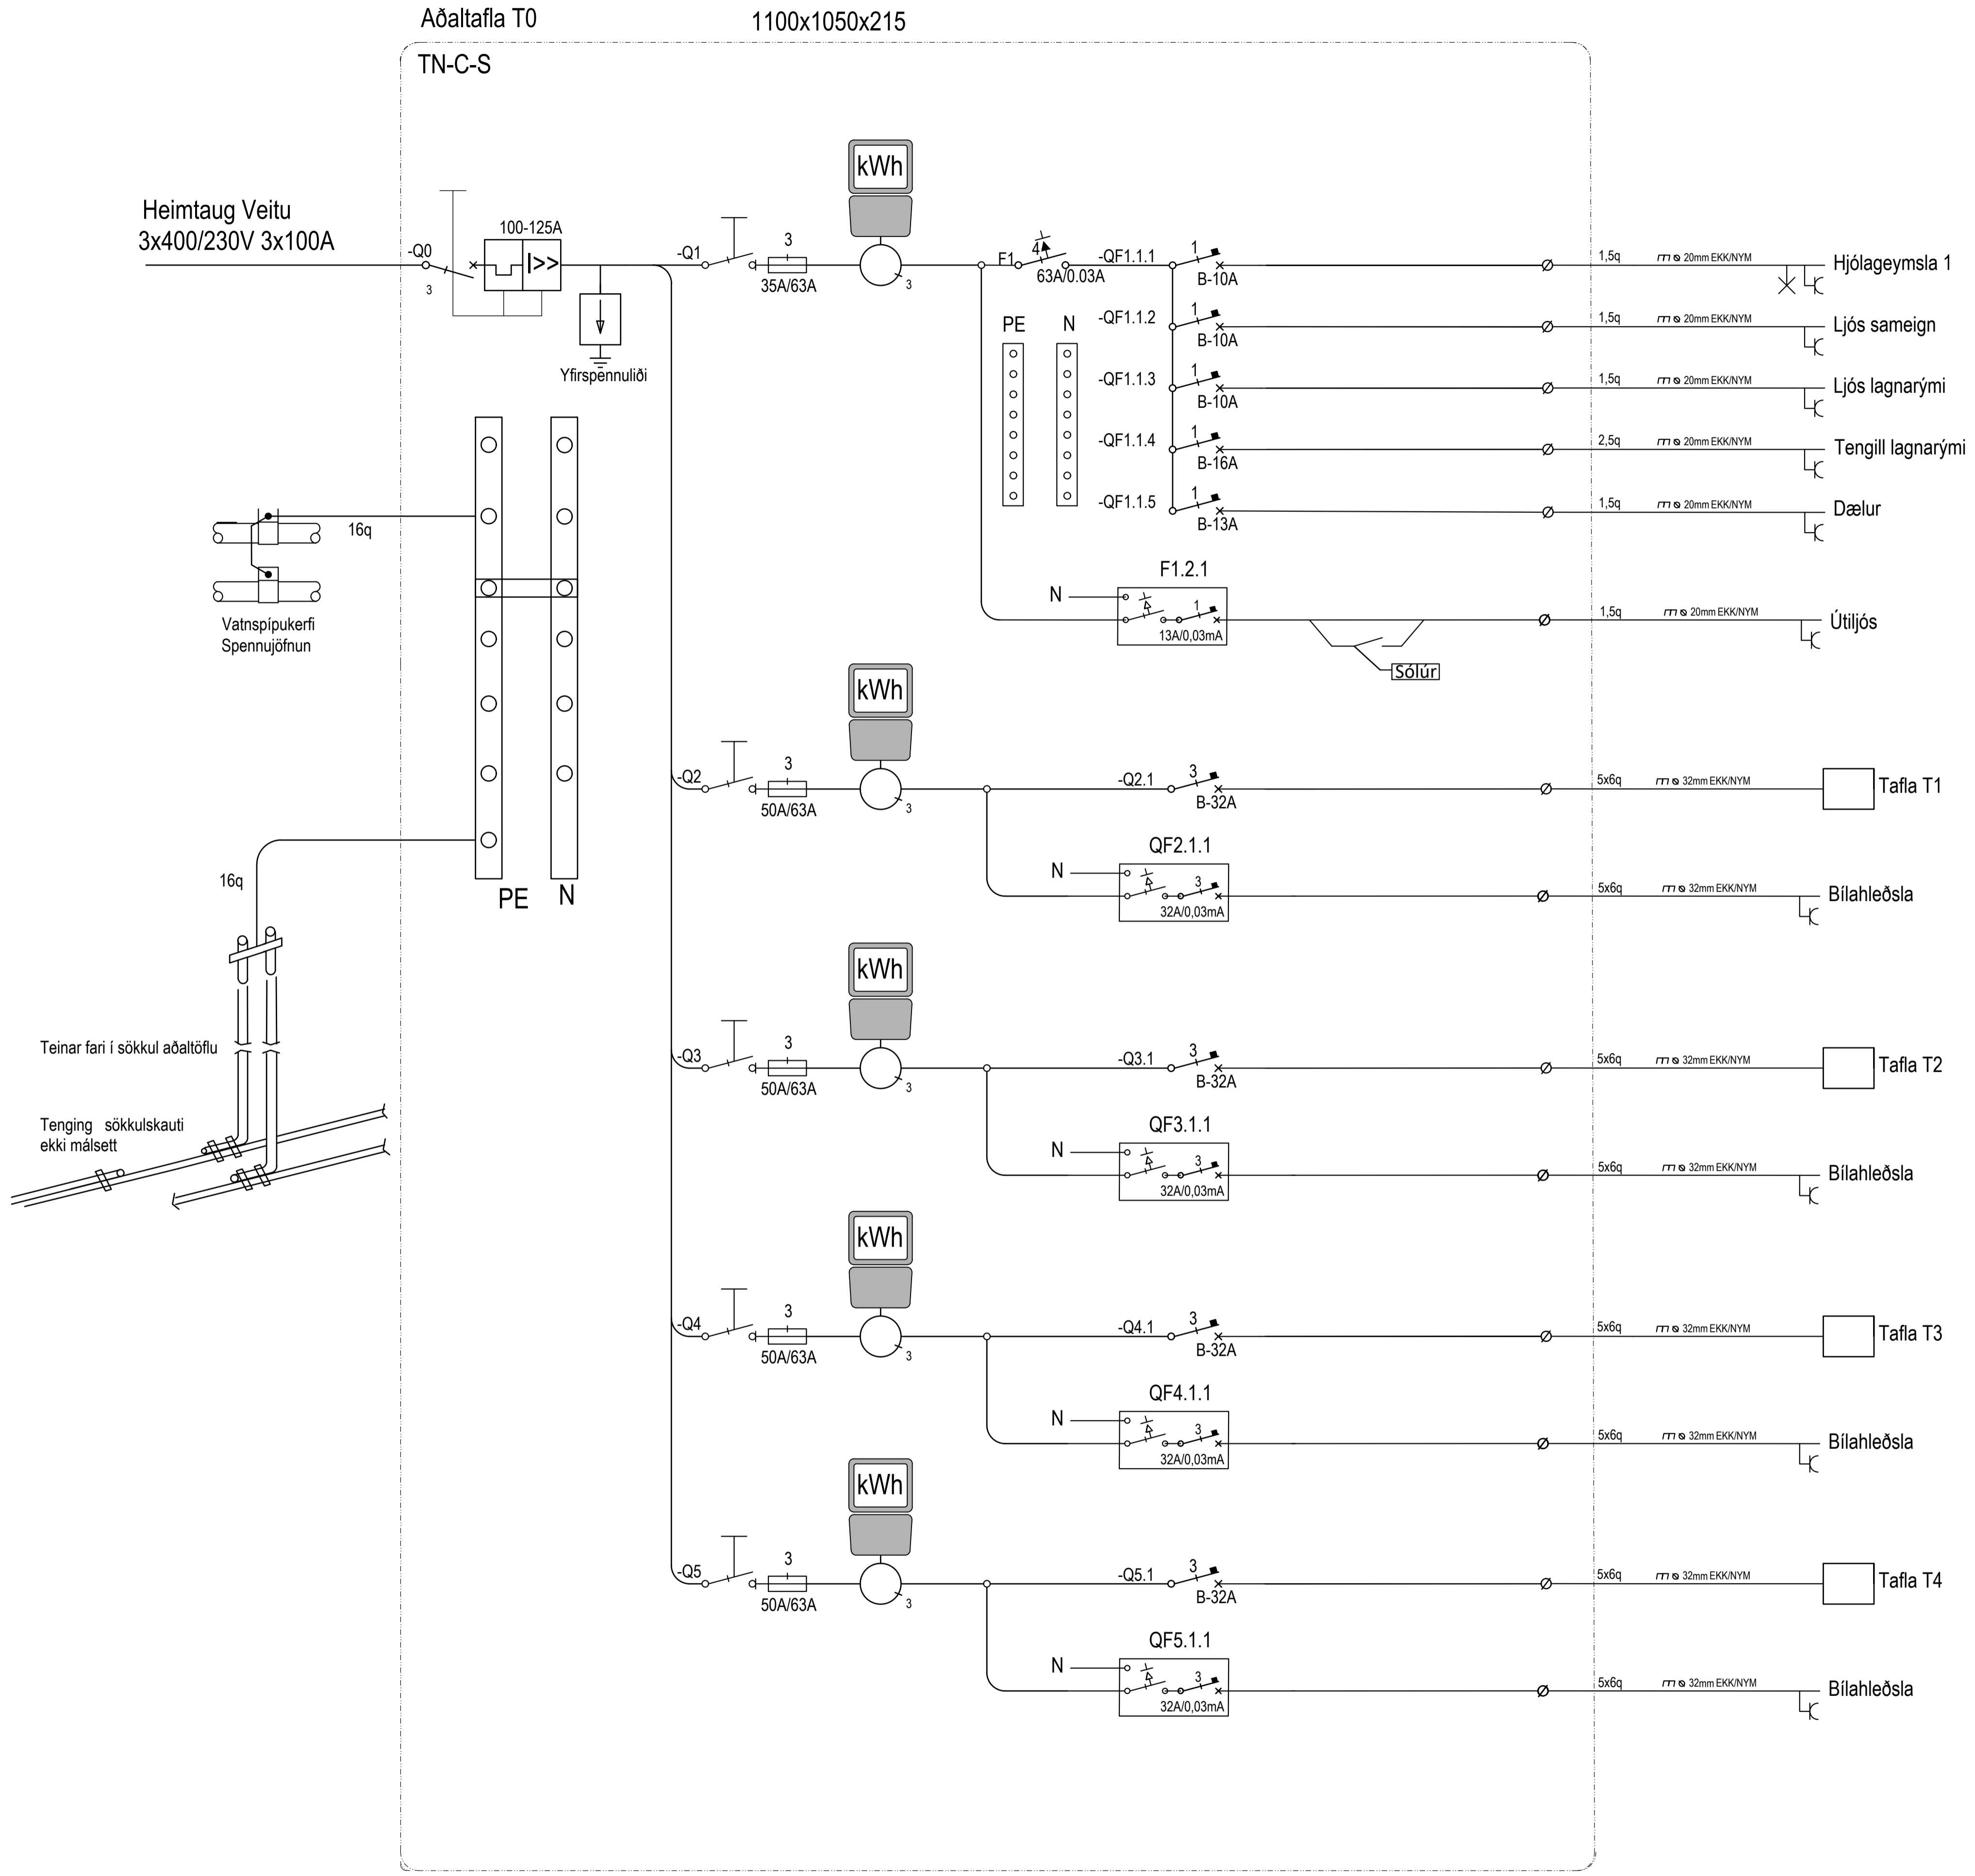 Aðaltafla T0
1100x1050x215
TN-C-S
Heimtaug Veitu
3x400/230V 3x100A
-Q0
3
100-125A
I>>
Yfirspennuliði
-Q1
3
35A/63A
kWh
3
F1
4
63A/0.03A
-QF1.1.1
1
B-10A
1,5q
20mm EKK/NYM
Hjólageymsla 1
-QF1.1.2
1
B-10A
1,5q
20mm EKK/NYM
Ljós sameign
-QF1.1.3
1
B-10A
1,5q
20mm EKK/NYM
Ljós lagnarými
-QF1.1.4
1
B-16A
2,5q
20mm EKK/NYM
Tengill lagnarými
-QF1.1.5
1
B-13A
1,5q
20mm EKK/NYM
Dælur
PE
N
F1.2.1
N
1
13A/0,03mA
Sólúr
1,5q
20mm EKK/NYM
Útiljós
16q
Vatnspípukerfi
Spennujöfnun
PE
N
16q
Teinar fari í sökkul aðaltöflu
Tenging sökkulskauti
ekki málsett
-Q2
3
50A/63A
kWh
3
-Q2.1
3
B-32A
5x6q
32mm EKK/NYM
Tafla T1
QF2.1.1
N
3
32A/0,03mA
5x6q
32mm EKK/NYM
Bílahleðsla
-Q3
3
50A/63A
kWh
3
-Q3.1
3
B-32A
5x6q
32mm EKK/NYM
Tafla T2
QF3.1.1
N
3
32A/0,03mA
5x6q
32mm EKK/NYM
Bílahleðsla
-Q4
3
50A/63A
kWh
3
-Q4.1
3
B-32A
5x6q
32mm EKK/NYM
Tafla T3
QF4.1.1
N
3
32A/0,03mA
5x6q
32mm EKK/NYM
Bílahleðsla
-Q5
3
50A/63A
kWh
3
-Q5.1
3
B-32A
5x6q
32mm EKK/NYM
Tafla T4
QF5.1.1
N
3
32A/0,03mA
5x6q
32mm EKK/NYM
Bílahleðsla